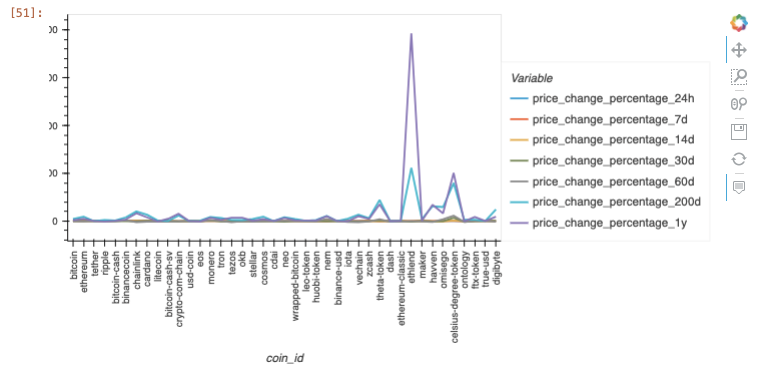 [51]:
00
00
00
00
0
bitcoin
ethereum
tether
ripple
bitcoin-cash
binancecoin
chainlink
cardano
litecoin
bitcoin-cash-sv
crypto-com-chain
usd-coin
eos
monero
tron
tezos
okb
stellar
cosmos
cdai
neo
wrapped-bitcoin
leo-token
huobi-token
nem
binance-usd
iota
vechain
zcash
theta-token
dash
ethereum-classic
ethlend
maker
havven
omisego
celsius-degree-token
ontology
ftx-token
true-usd
digibyte
coin_id
Variable
price_change_percentage_24h
price_change_percentage_7d
price_change_percentage_14d
price_change_percentage_30d
price_change_percentage_60d
price_change_percentage_200d
price_change_percentage_1y